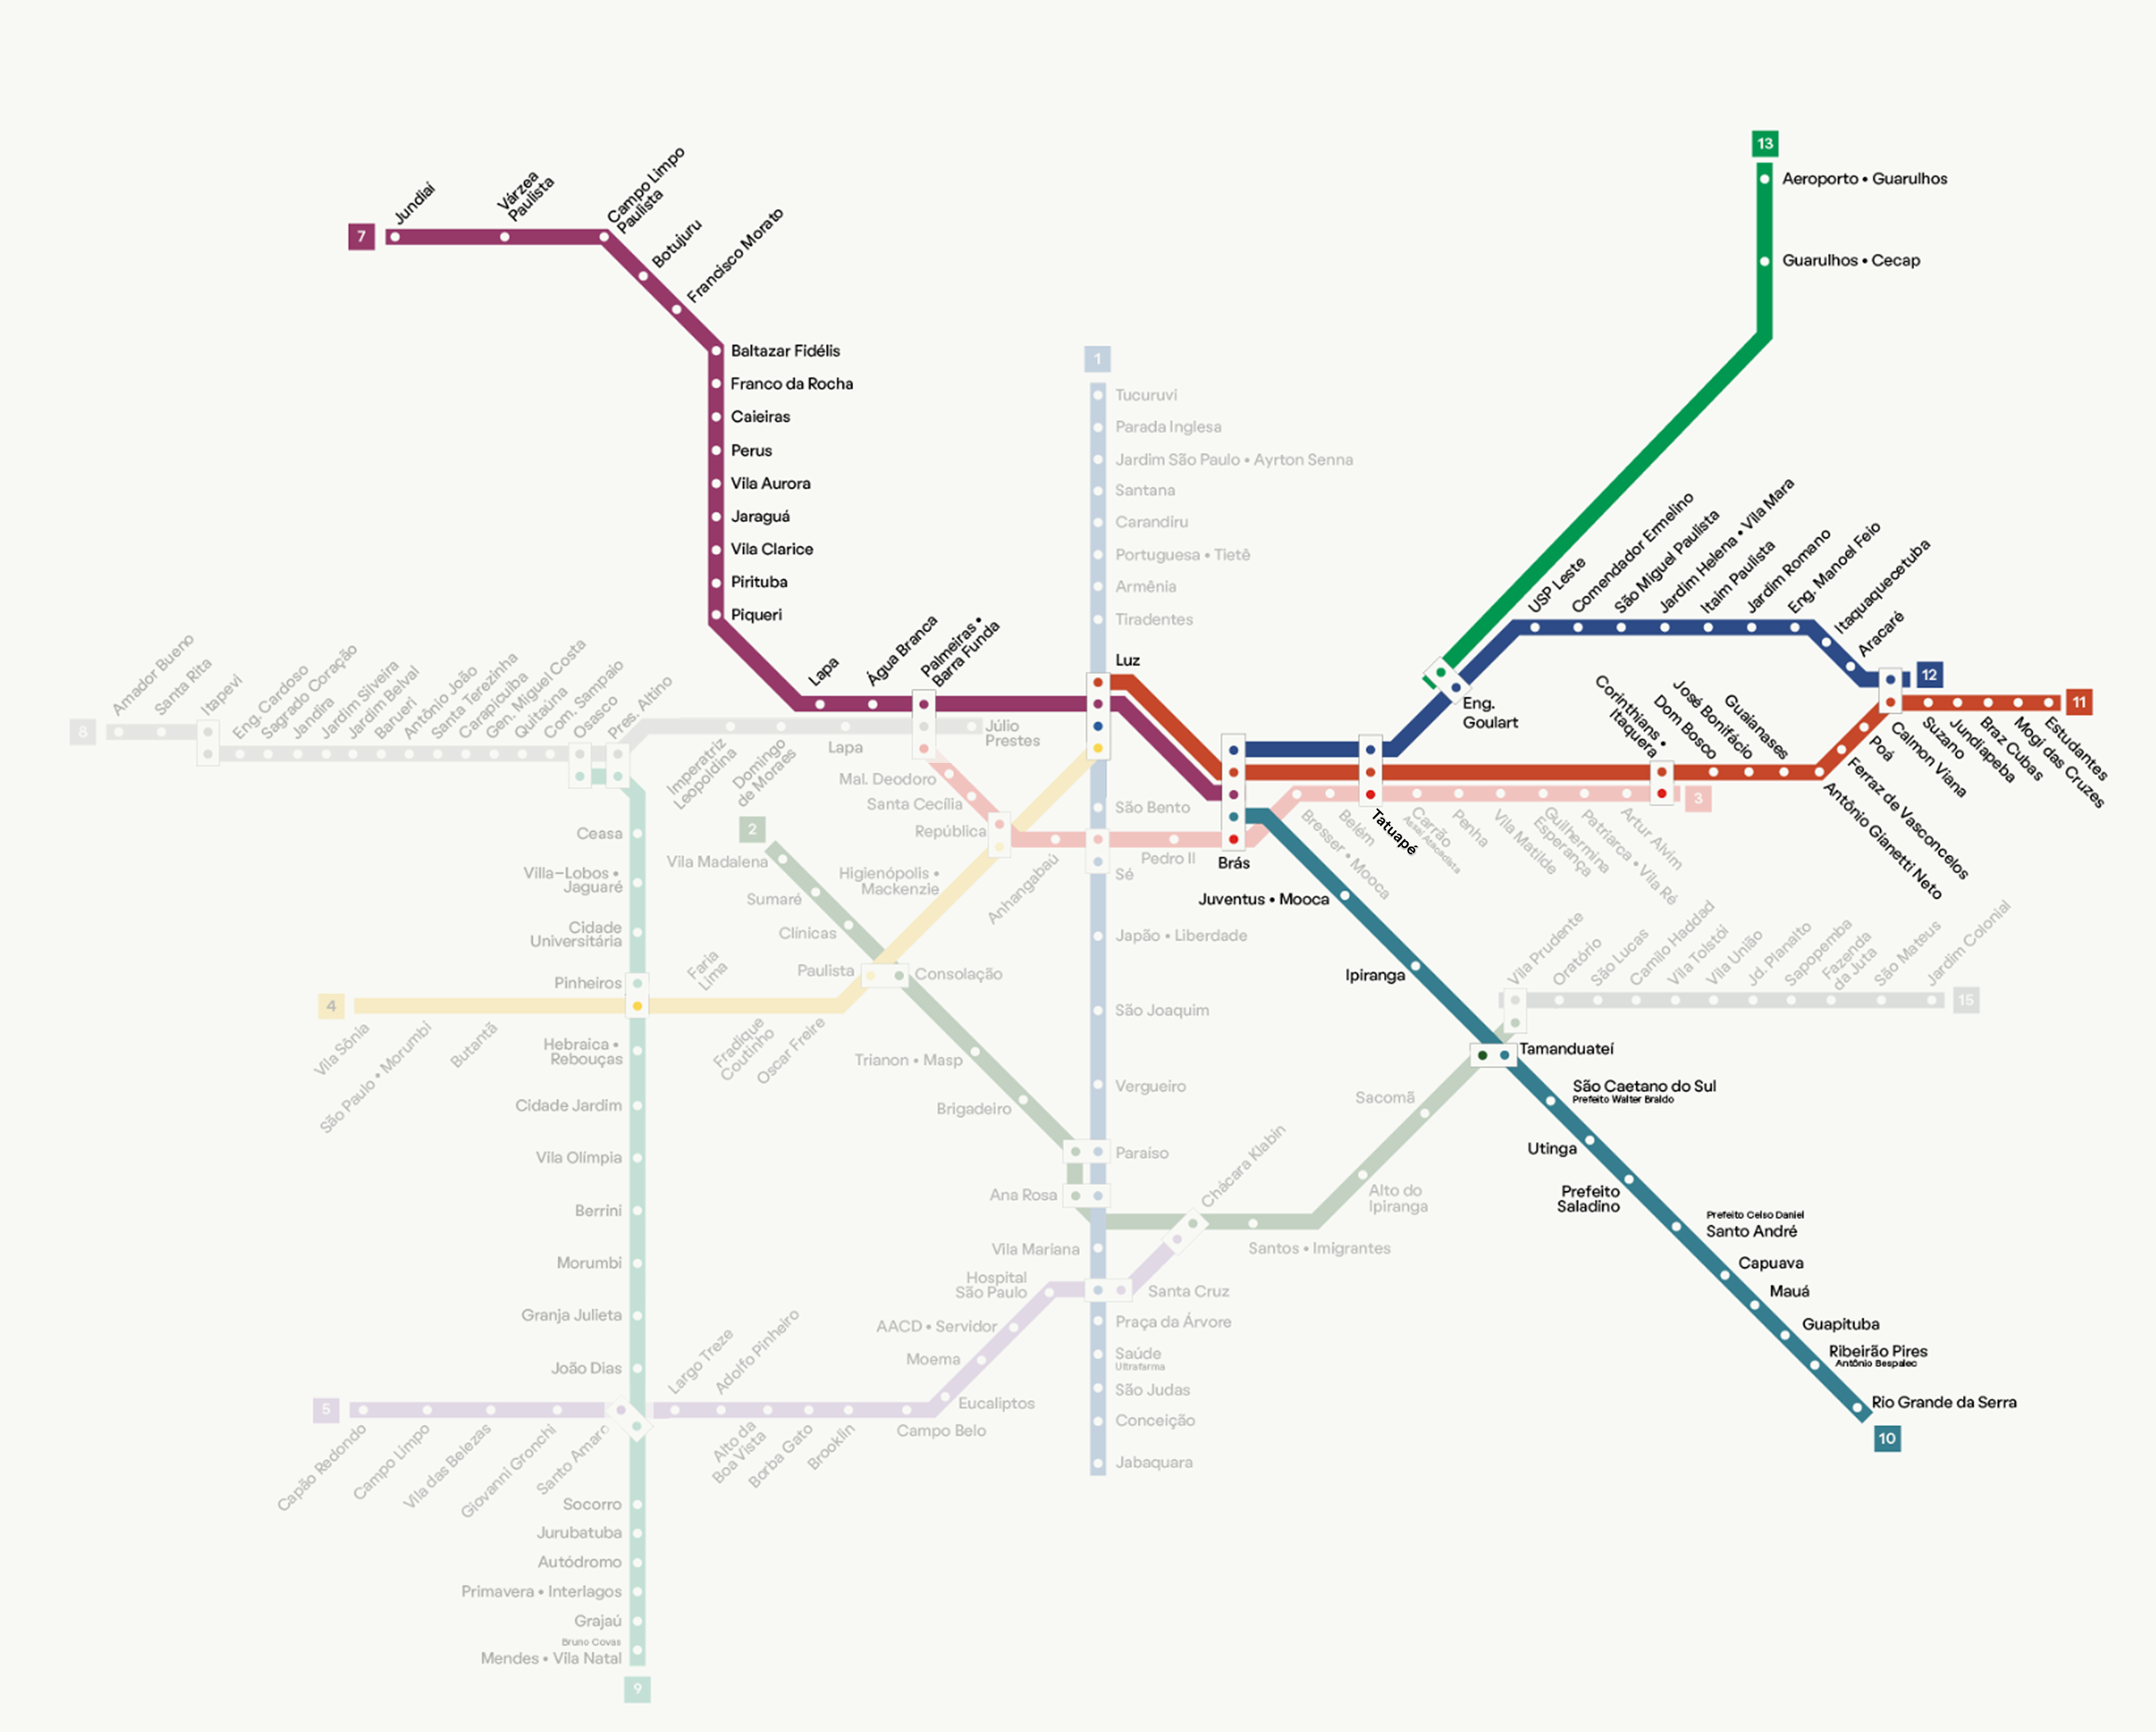 13
Aeroporto • Guarulhos
Guarulhos • Cecap
7
Jundiaí
Várzea
Paulista
Campo Limpo
Paulista
Botujuru
Francisco Morato
Baltazar Fidélis
Franco da Rocha
Caieiras
Perus
Vila Aurora
Jaraguá
Vila Clarice
Pirituba
Piqueri
Lapa
Água Branca
Palmeiras •
Barra Funda
Luz
1
Tucuruvi
Parada Inglesa
Jardim São Paulo • Ayrton Senna
Santana
Carandiru
Portuguesa • Tietê
Armênia
Tiradentes
São Bento
Sé
Japão • Liberdade
São Joaquim
Vergueiro
Paraíso
Ana Rosa
Vila Mariana
Santa Cruz
Praça da Árvore
Saúde
Ultrafarma
São Judas
Conceição
Jabaquara
USP Leste
Comendador Ermelino
São Miguel Paulista
Jardim Helena • Vila Mara
Itaim Paulista
Jardim Romano
Eng. Manoel Feio
Itaquaquecetuba
Aracaré
12
Eng.
Goulart
Corinthians •
Itaquera
Dom Bosco
José Bonifácio
Guaianases
Antônio Gianetti Neto
Ferraz de Vasconcelos
Poá
Calmon Viana
Suzano
Jundiapeba
Braz Cubas
Mogi das Cruzes
Estudantes
11
8
Amador Bueno
Santa Rita
Itapevi
Eng. Cardoso
Sagrado Coração
Jandira
Jardim Silveira
Jardim Belval
Barueri
Antônio João
Santa Terezinha
Carapicuíba
Gen. Miguel Costa
Quitaúna
Com. Sampaio
Osasco
Pres. Altino
Imperatriz
Leopoldina
Domingo
de Moraes
Lapa
Júlio
Prestes
Mal. Deodoro
Santa Cecília
República
Anhangabaú
Pedro II
Brás
Bresser • Mooca
Belém
Tatuapé
Carrão
Assaí Atacadista
Penha
Vila Matilde
Guilhermina
Esperança
Patriarca • Vila Ré
Artur Alvim
3
2
Vila Madalena
Sumaré
Clínicas
Consolação
Trianon • Masp
Brigadeiro
Chácara Klabin
Santos • Imigrantes
Alto do
Ipiranga
Sacomã
Higienópolis •
Mackenzie
Paulista
Oscar Freire
Fradique
Coutinho
Faria
Lima
Butantã
São Paulo • Morumbi
Vila Sônia
4
Ceasa
Villa–Lobos •
Jaguaré
Cidade
Universitária
Pinheiros
Hebraica •
Rebouças
Cidade Jardim
Vila Olímpia
Berrini
Morumbi
Granja Julieta
João Dias
Santo Amaro
Socorro
Jurubatuba
Autódromo
Primavera • Interlagos
Grajaú
Bruno Covas
Mendes • Vila Natal
9
5
Capão Redondo
Campo Limpo
Vila das Belezas
Giovanni Gronchi
Largo Treze
Adolfo Pinheiro
Alto da
Boa Vista
Borba Gato
Brooklin
Campo Belo
Eucaliptos
Moema
AACD • Servidor
Hospital
São Paulo
Juventus • Mooca
Ipiranga
Tamanduateí
São Caetano do Sul
Prefeito Walter Braido
Utinga
Prefeito
Saladino
Prefeito Celso Daniel
Santo André
Capuava
Mauá
Guapituba
Ribeirão Pires
Antônio Bespalec
Rio Grande da Serra
10
Vila Prudente
Oratório
São Lucas
Camilo Haddad
Vila Tolstói
Vila União
Jd. Planalto
Sapopemba
Fazenda
da Juta
São Mateus
Jardim Colonial
15